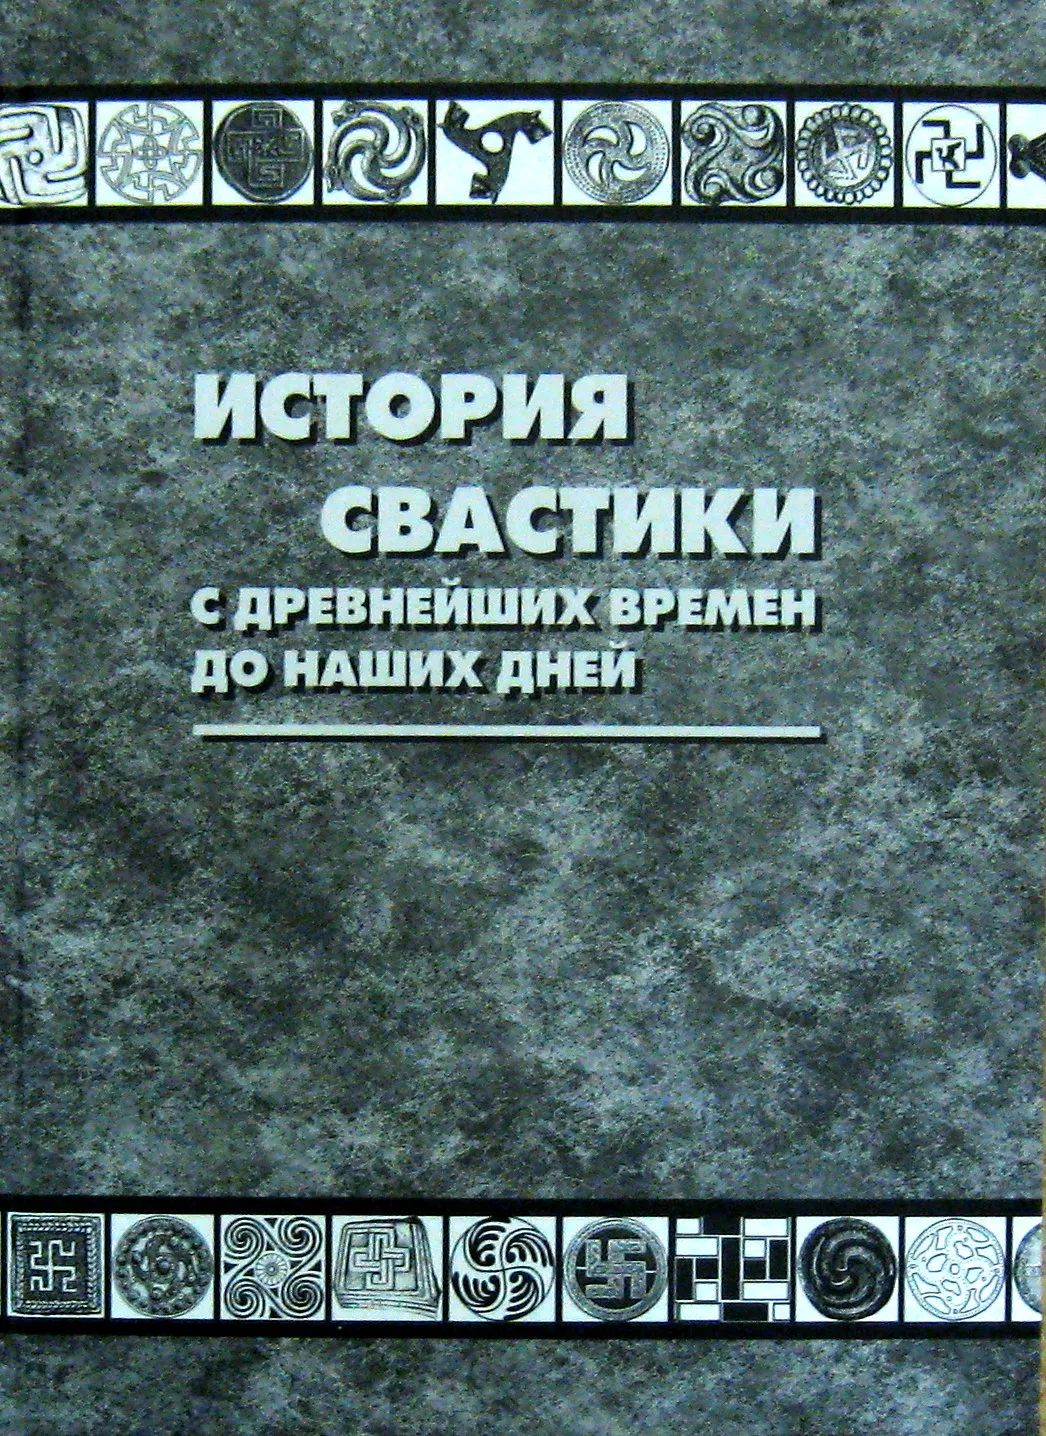 ИСТОРИЯ
СВАСТИКИ
С ДРЕВНЕЙШИХ ВРЕМЕН
ДО НАШИХ ДНЕЙ